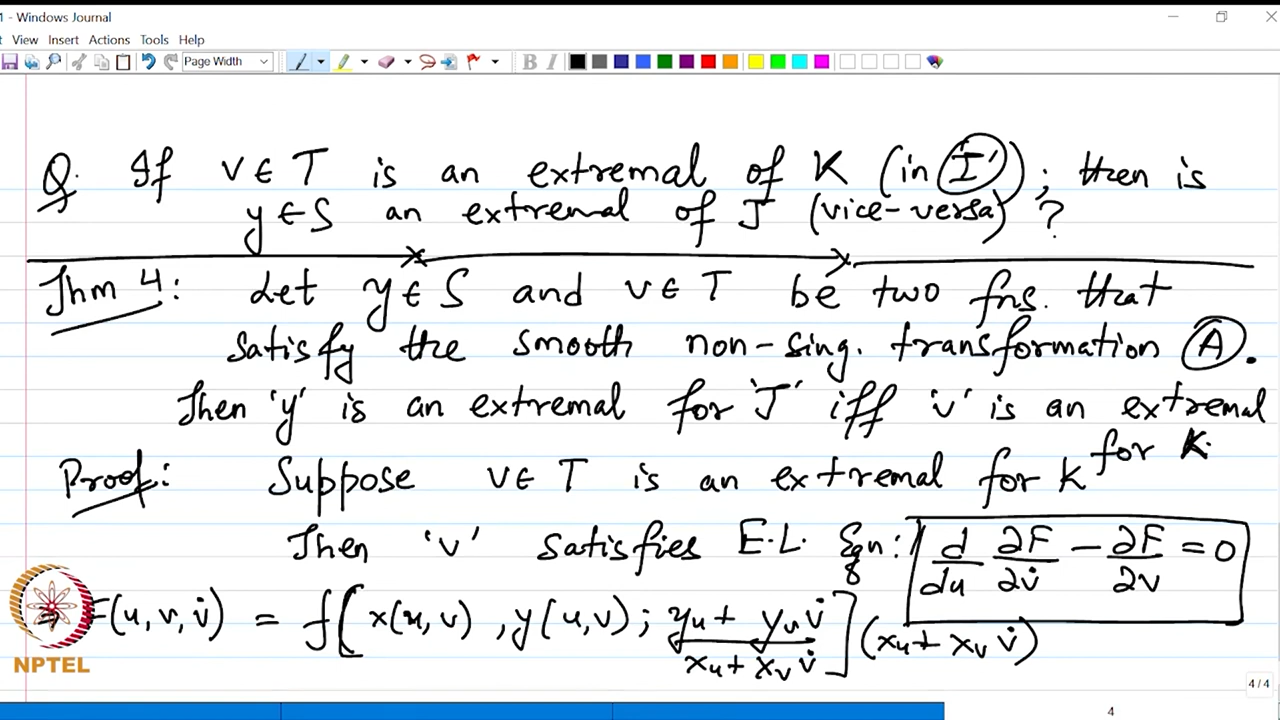 1 - Windows Journal
View Insert Actions Tools Help
Page Width
Q. If v ∈ T is an extremal of K (in I'); then is
y ∈ S an extremal of J (vice-versa) ?
Thm 4: Let y ∈ S and v ∈ T be two fns. that
satisfy the smooth non-sing. transformation A.
Then 'y' is an extremal for 'J' iff 'v' is an extremal
for K.
Proof: Suppose v ∈ T is an extremal for K
Then 'v' satisfies E.L. Eqn: d/du ∂F/∂v̇ - ∂F/∂v = 0
⇒ F(u, v, v̇) = f[x(u, v), y(u, v); (yu + yv v̇)/(xu + xv v̇)] (xu + xv v̇)
NPTEL
4 / 4
4